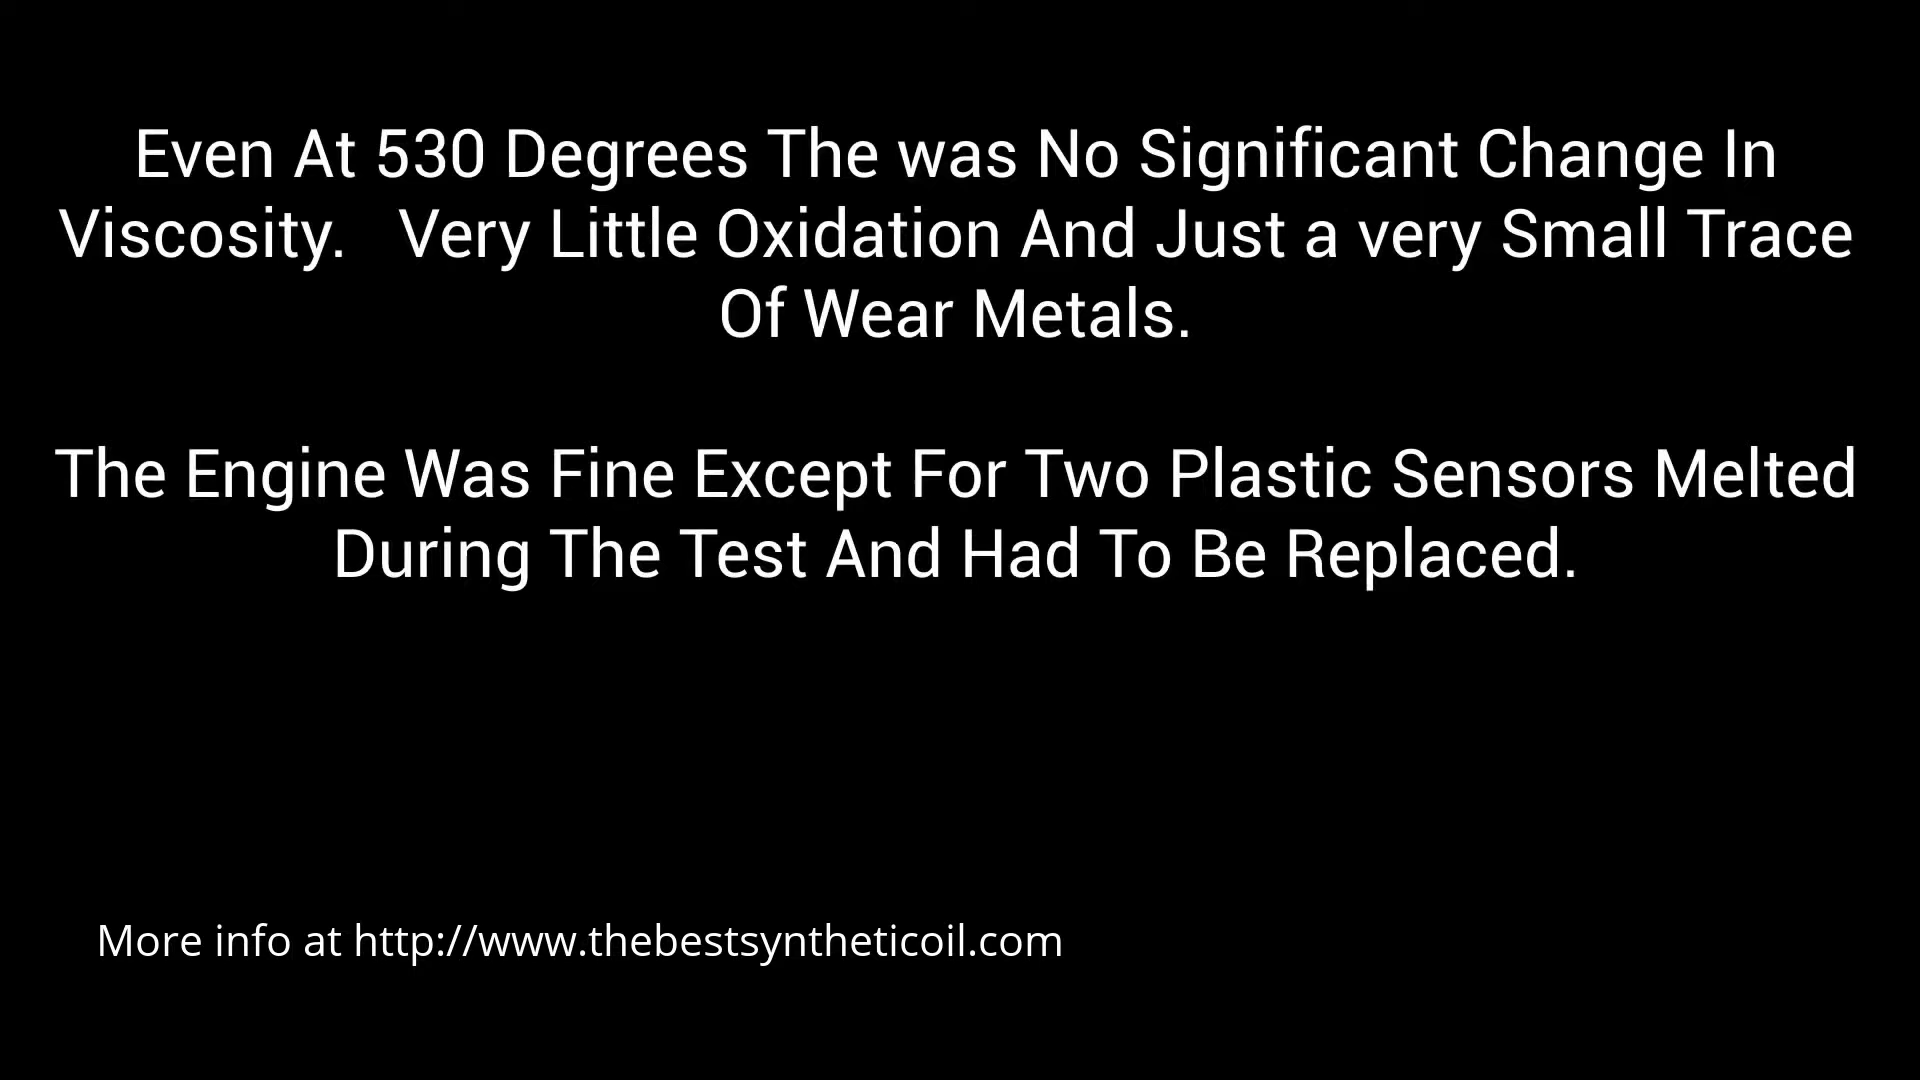 Even At 530 Degrees The was No Significant Change In
Viscosity.   Very Little Oxidation And Just a very Small Trace
Of Wear Metals.
The Engine Was Fine Except For Two Plastic Sensors Melted
During The Test And Had To Be Replaced.
More info at http://www.thebestsyntheticoil.com